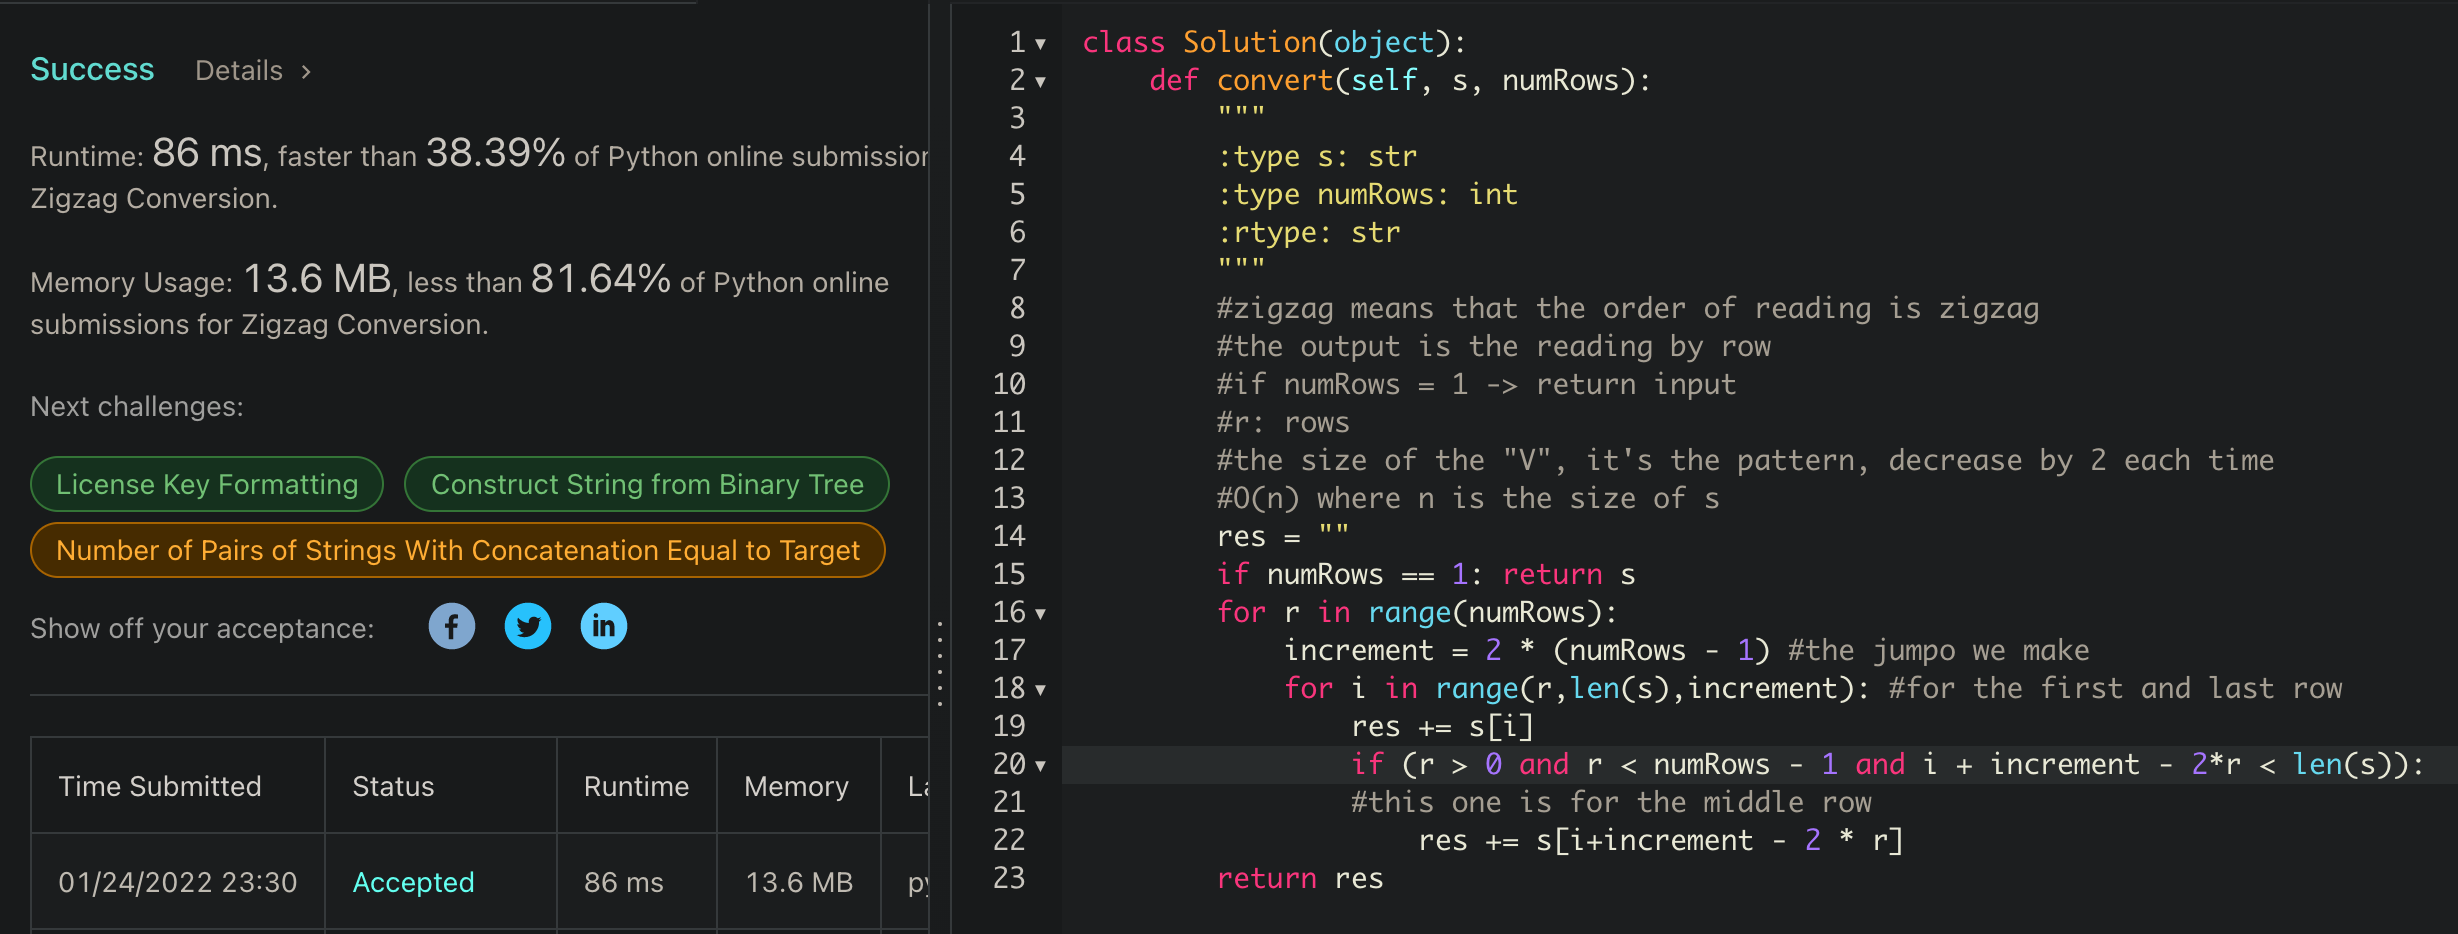 Success Details >
Runtime: 86 ms, faster than 38.39% of Python online
Zigzag Conversion.
Memory Usage: 13.6 MB, less than 81.64% of Python online
submissions for Zigzag Conversion.
Next challenges:
License Key Formatting Construct String from Binary Tree
Number of Pairs of Strings With Concatenation Equal to Target
Show off your acceptance: f in
Time Submitted Status Runtime Memory
01/24/2022 23:30 Accepted 86 ms 13.6 MB
1 class Solution(object):
2     def convert(self, s, numRows):
3         """
4         :type s: str
5         :type numRows: int
6         :rtype: str
7         """
8         #zigzag means that the order of reading is zigzag
9         #the output is the reading by row
10         #if numRows = 1 -> return input
11         #r: rows
12         #the size of the "V", it's the pattern, decrease by 2 each time
13         #O(n) where n is the size of s
14         res = ""
15         if numRows == 1: return s
16         for r in range(numRows):
17             increment = 2 * (numRows - 1) #the jumpo we make
18             for i in range(r,len(s),increment): #for the first and last row
19                 res += s[i]
20                 if (r > 0 and r < numRows - 1 and i + increment - 2*r < len(s)):
21                 #this one is for the middle row
22                     res += s[i+increment - 2 * r]
23         return res